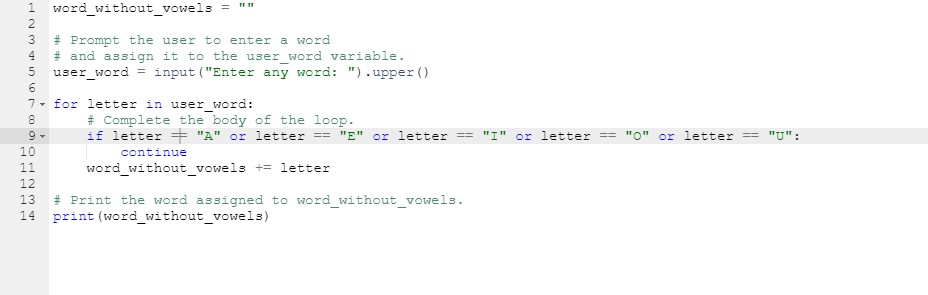 1 word_without_vowels = ""
2
3 # Prompt the user to enter a word
4 # and assign it to the user_word variable.
5 user_word = input("Enter any word: ").upper()
6
7 for letter in user_word:
8     # Complete the body of the loop.
9     if letter == "A" or letter == "E" or letter == "I" or letter == "O" or letter == "U":
10         continue
11     word_without_vowels += letter
12
13 # Print the word assigned to word_without_vowels.
14 print(word_without_vowels)